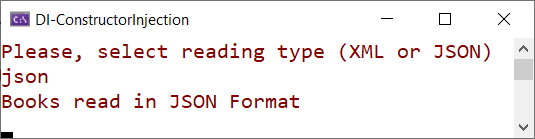 DI-ConstructorInjection
Please, select reading type (XML or JSON)
json
Books read in JSON Format